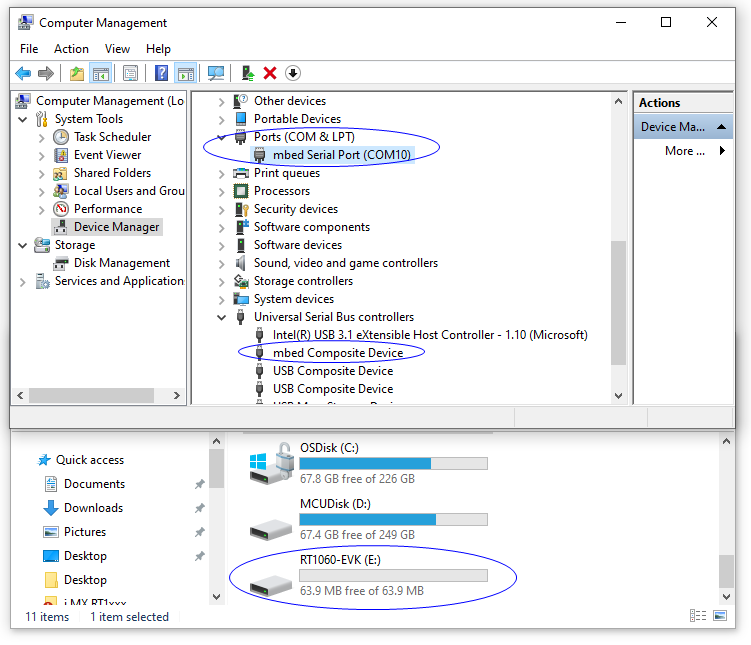 Computer Management
File Action View Help
Computer Management (Lo
System Tools
Task Scheduler
Event Viewer
Shared Folders
Local Users and Grou
Performance
Device Manager
Storage
Disk Management
Services and Application
Other devices
Portable Devices
Ports (COM & LPT)
mbed Serial Port (COM10)
Print queues
Processors
Security devices
Software components
Software devices
Sound, video and game controllers
Storage controllers
System devices
Universal Serial Bus controllers
Intel(R) USB 3.1 eXtensible Host Controller - 1.10 (Microsoft)
mbed Composite Device
USB Composite Device
USB Composite Device
Actions
Device Ma...
More ...
Quick access
Documents
Downloads
Pictures
Desktop
Desktop
i.MX RT1xxx
OSDisk (C:)
67.8 GB free of 226 GB
MCUDisk (D:)
67.4 GB free of 249 GB
RT1060-EVK (E:)
63.9 MB free of 63.9 MB
11 items 1 item selected